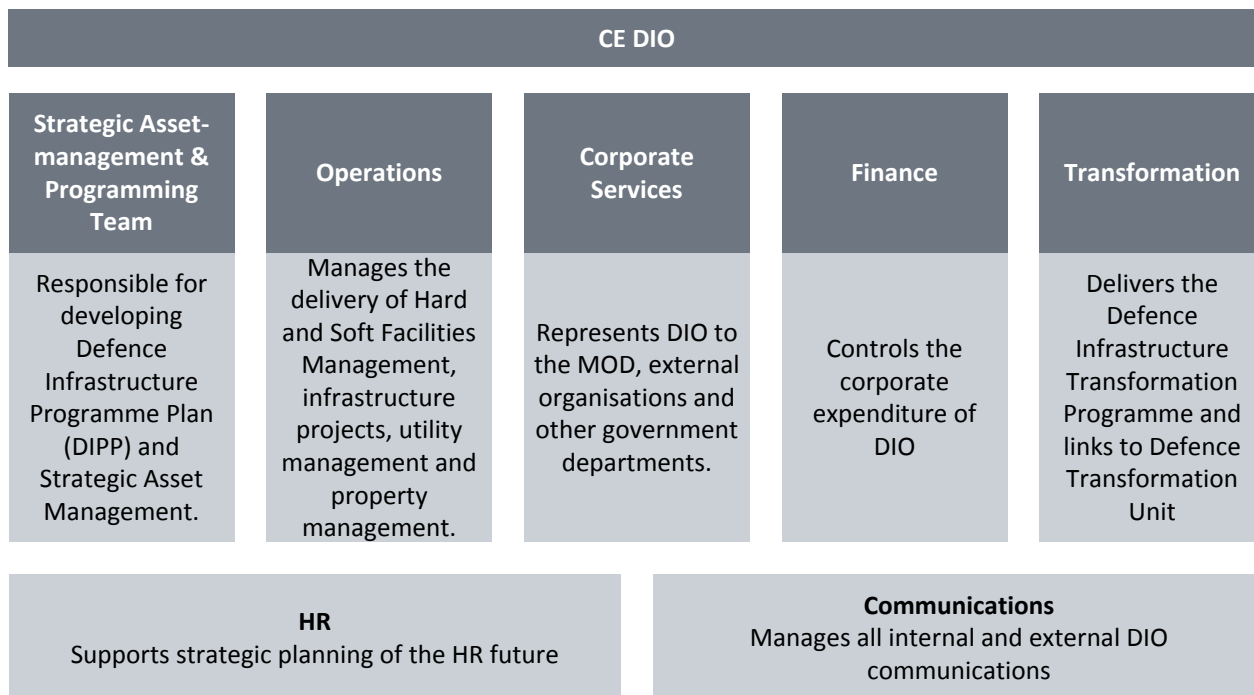 CE DIO
Strategic Asset-
management &
Programming
Team
Responsible for
developing
Defence
Infrastructure
Programme Plan
(DIPP) and
Strategic Asset
Management.
Operations
Manages the
delivery of Hard
and Soft Facilities
Management,
infrastructure
projects, utility
management and
property
management.
Corporate
Services
Represents DIO to
the MOD, external
organisations and
other government
departments.
Finance
Controls the
corporate
expenditure of
DIO
Transformation
Delivers the
Defence
Infrastructure
Transformation
Programme and
links to Defence
Transformation
Unit
HR
Supports strategic planning of the HR future
Communications
Manages all internal and external DIO
communications